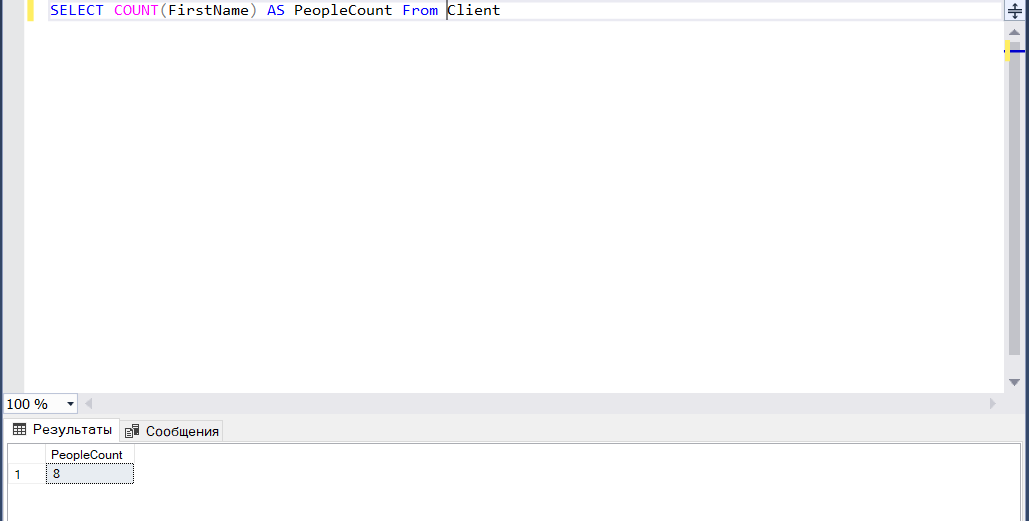 SELECT COUNT(FirstName) AS PeopleCount From Client
100 %
Результаты Сообщения
PeopleCount
1 8